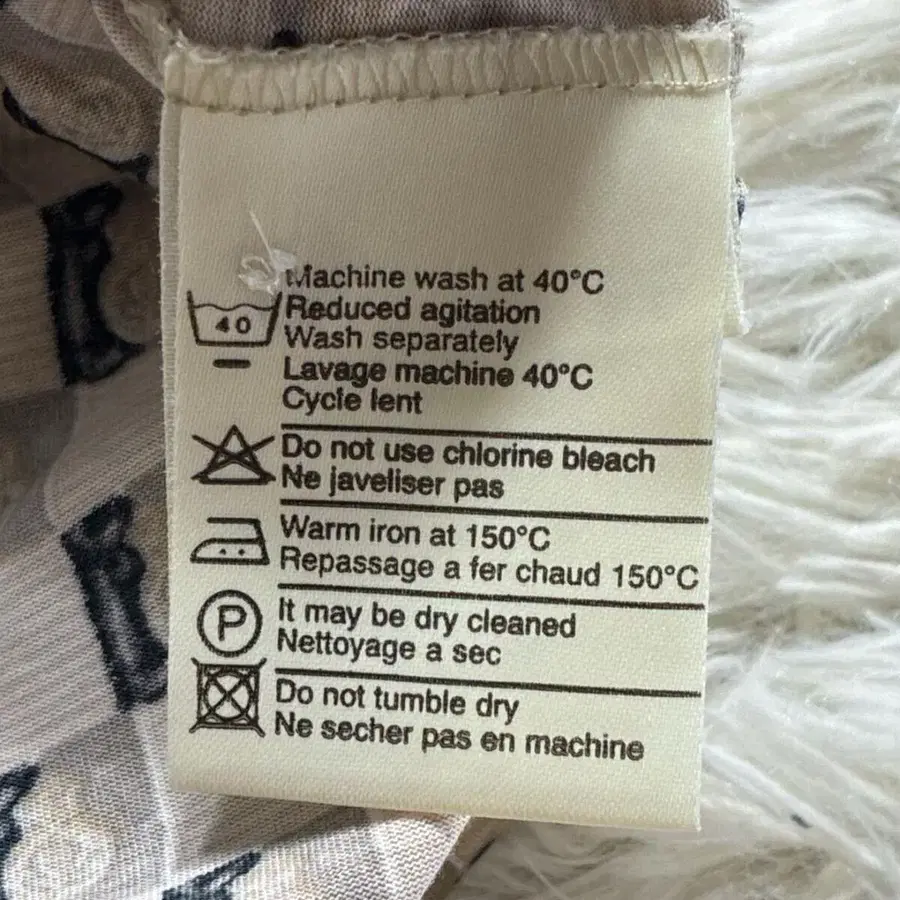 Machine wash at 40°C
40
Reduced agitation
Wash separately
Lavage machine 40°C
Cycle lent
Do not use chlorine bleach
Ne javeliser pas
Warm iron at 150°C
Repassage a fer chaud 150°C
P
It may be dry cleaned
Nettoyage a sec
Do not tumble dry
Ne secher pas en machine